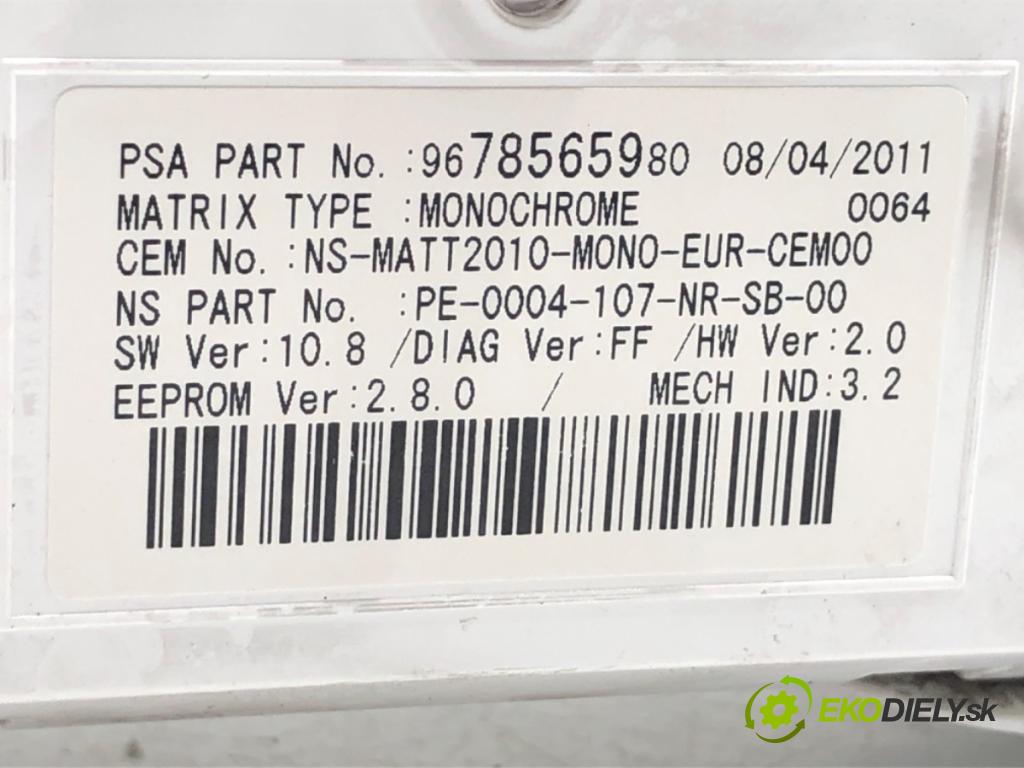 PSA PART No. :9678565980 08/04/2011
MATRIX TYPE :MONOCHROME 0064
CEM No. :NS-MATT2010-MONO-EUR-CEM00
NS PART No. :PE-0004-107-NR-SB-00
SW Ver:10.8 /DIAG Ver:FF /HW Ver:2.0
EEPROM Ver:2.8.0 / MECH IND:3.2
EKODIELY.sk